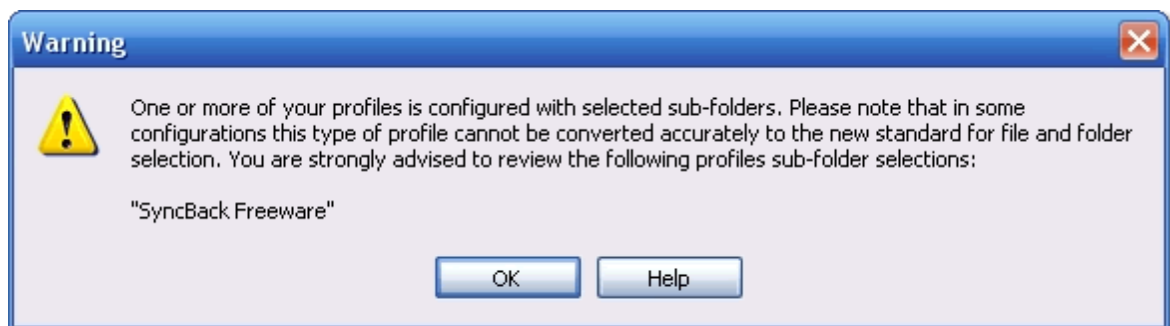 Warning
One or more of your profiles is configured with selected sub-folders. Please note that in some
configurations this type of profile cannot be converted accurately to the new standard for file and folder
selection. You are strongly advised to review the following profiles sub-folder selections:
"SyncBack Freeware"
OK
Help